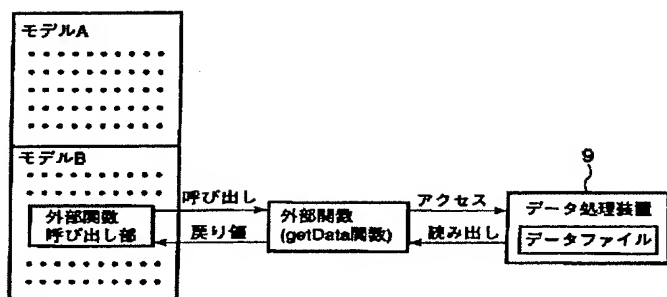 モデルA
モデルB
外部関数
呼び出し部
呼び出し
戻り値
外部関数
(getData関数)
アクセス
読み出し
9
データ処理装置
データファイル